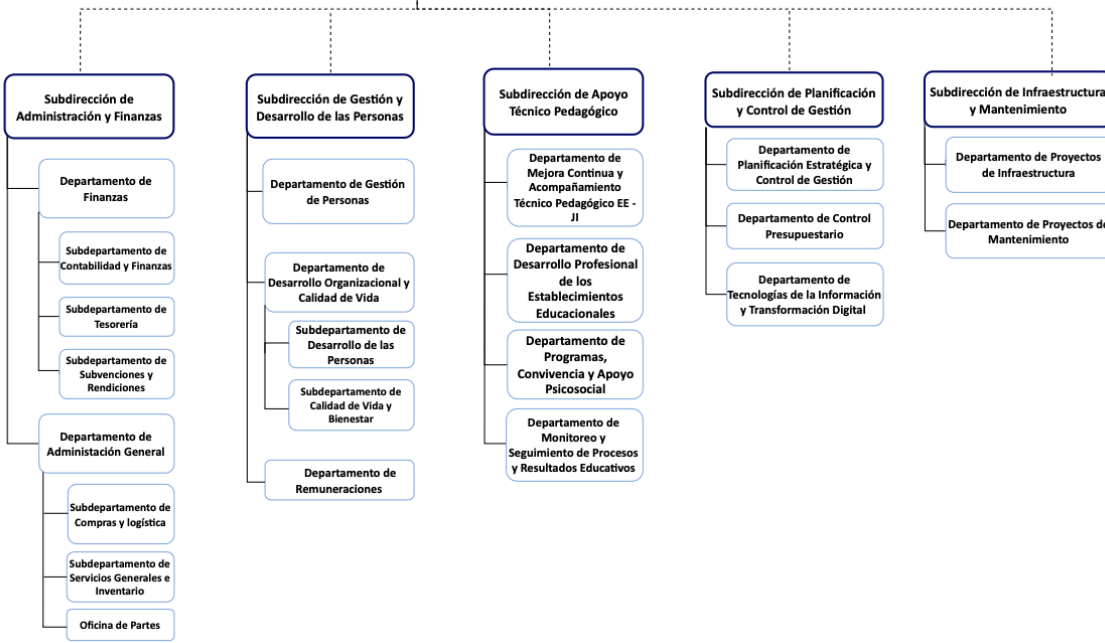 Subdirección de
Administración y Finanzas
Departamento de
Finanzas
Subdepartamento de
Contabilidad y Finanzas
Subdepartamento de
Tesorería
Subdepartamento de
Subvenciones y
Rendiciones
Departamento de
Administación General
Subdepartamento de
Compras y logística
Subdepartamento de
Servicios Generales e
Inventario
Oficina de Partes
Subdirección de Gestión y
Desarrollo de las Personas
Departamento de Gestión
de Personas
Departamento de
Desarrollo Organizacional y
Calidad de Vida
Subdepartamento de
Desarrollo de las
Personas
Subdepartamento de
Calidad de Vida y
Bienestar
Departamento de
Remuneraciones
Subdirección de Apoyo
Técnico Pedagógico
Departamento de
Mejora Continua y
Acompañamiento
Técnico Pedagógico EE -
JI
Departamento de
Desarrollo Profesional
de los
Establecimientos
Educacionales
Departamento de
Programas,
Convivencia y Apoyo
Psicosocial
Departamento de
Monitoreo y
Seguimiento de Procesos
y Resultados Educativos
Subdirección de Planificación
y Control de Gestión
Departamento de
Planificación Estratégica y
Control de Gestión
Departamento de Control
Presupuestario
Departamento de
Tecnologías de la Información
y Transformación Digital
Subdirección de Infraestructura
y Mantenimiento
Departamento de Proyectos
de Infraestructura
Departamento de Proyectos de
Mantenimiento